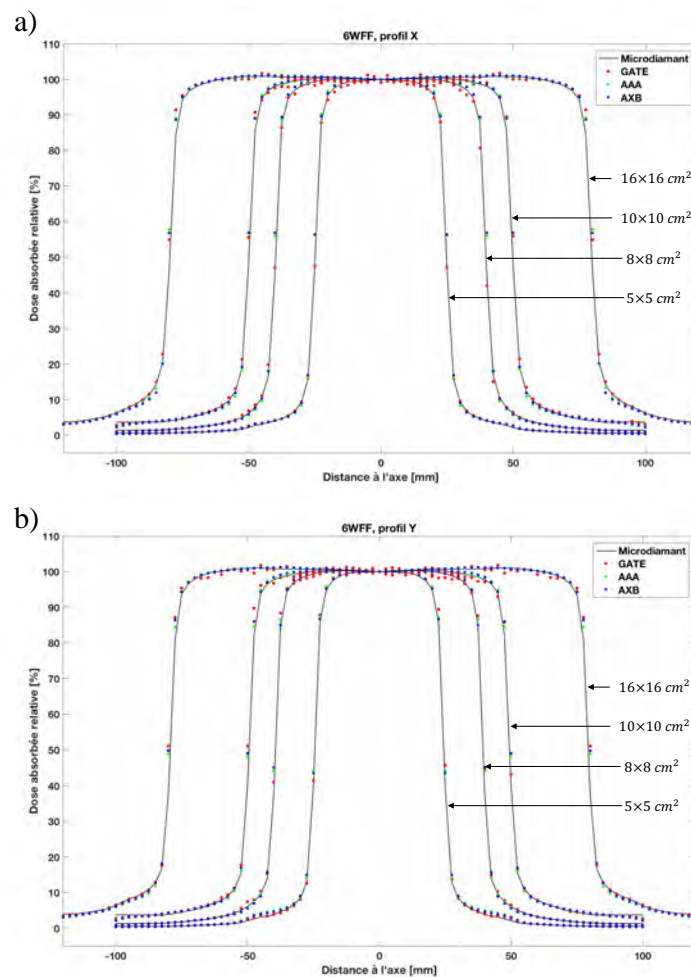 a)
6WFF, profil X
Microdiamant
GATE
AAA
AXB
110
100
90
80
70
60
50
40
30
20
10
0
Dose absorbée relative [%]
16×16 cm²
10×10 cm²
8×8 cm²
5×5 cm²
-100 -50 0 50 100
Distance à l'axe [mm]
b)
6WFF, profil Y
Microdiamant
GATE
AAA
AXB
110
100
90
80
70
60
50
40
30
20
10
0
Dose absorbée relative [%]
16×16 cm²
10×10 cm²
8×8 cm²
5×5 cm²
-100 -50 0 50 100
Distance à l'axe [mm]